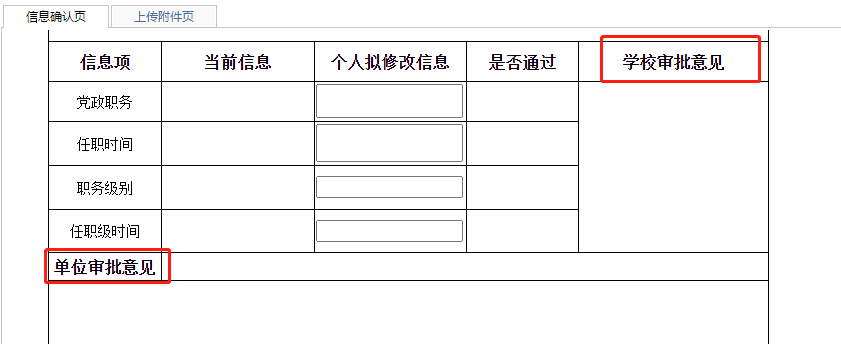 信息确认页 上传附件页
信息项 当前信息 个人拟修改信息 是否通过 学校审批意见
党政职务
任职时间
职务级别
任职级时间
单位审批意见